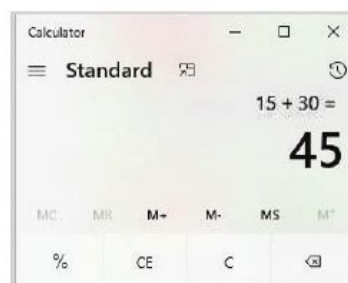 Calculator
Standard
15 + 30 =
45
MC MR M+ M- MS M˅
% CE C